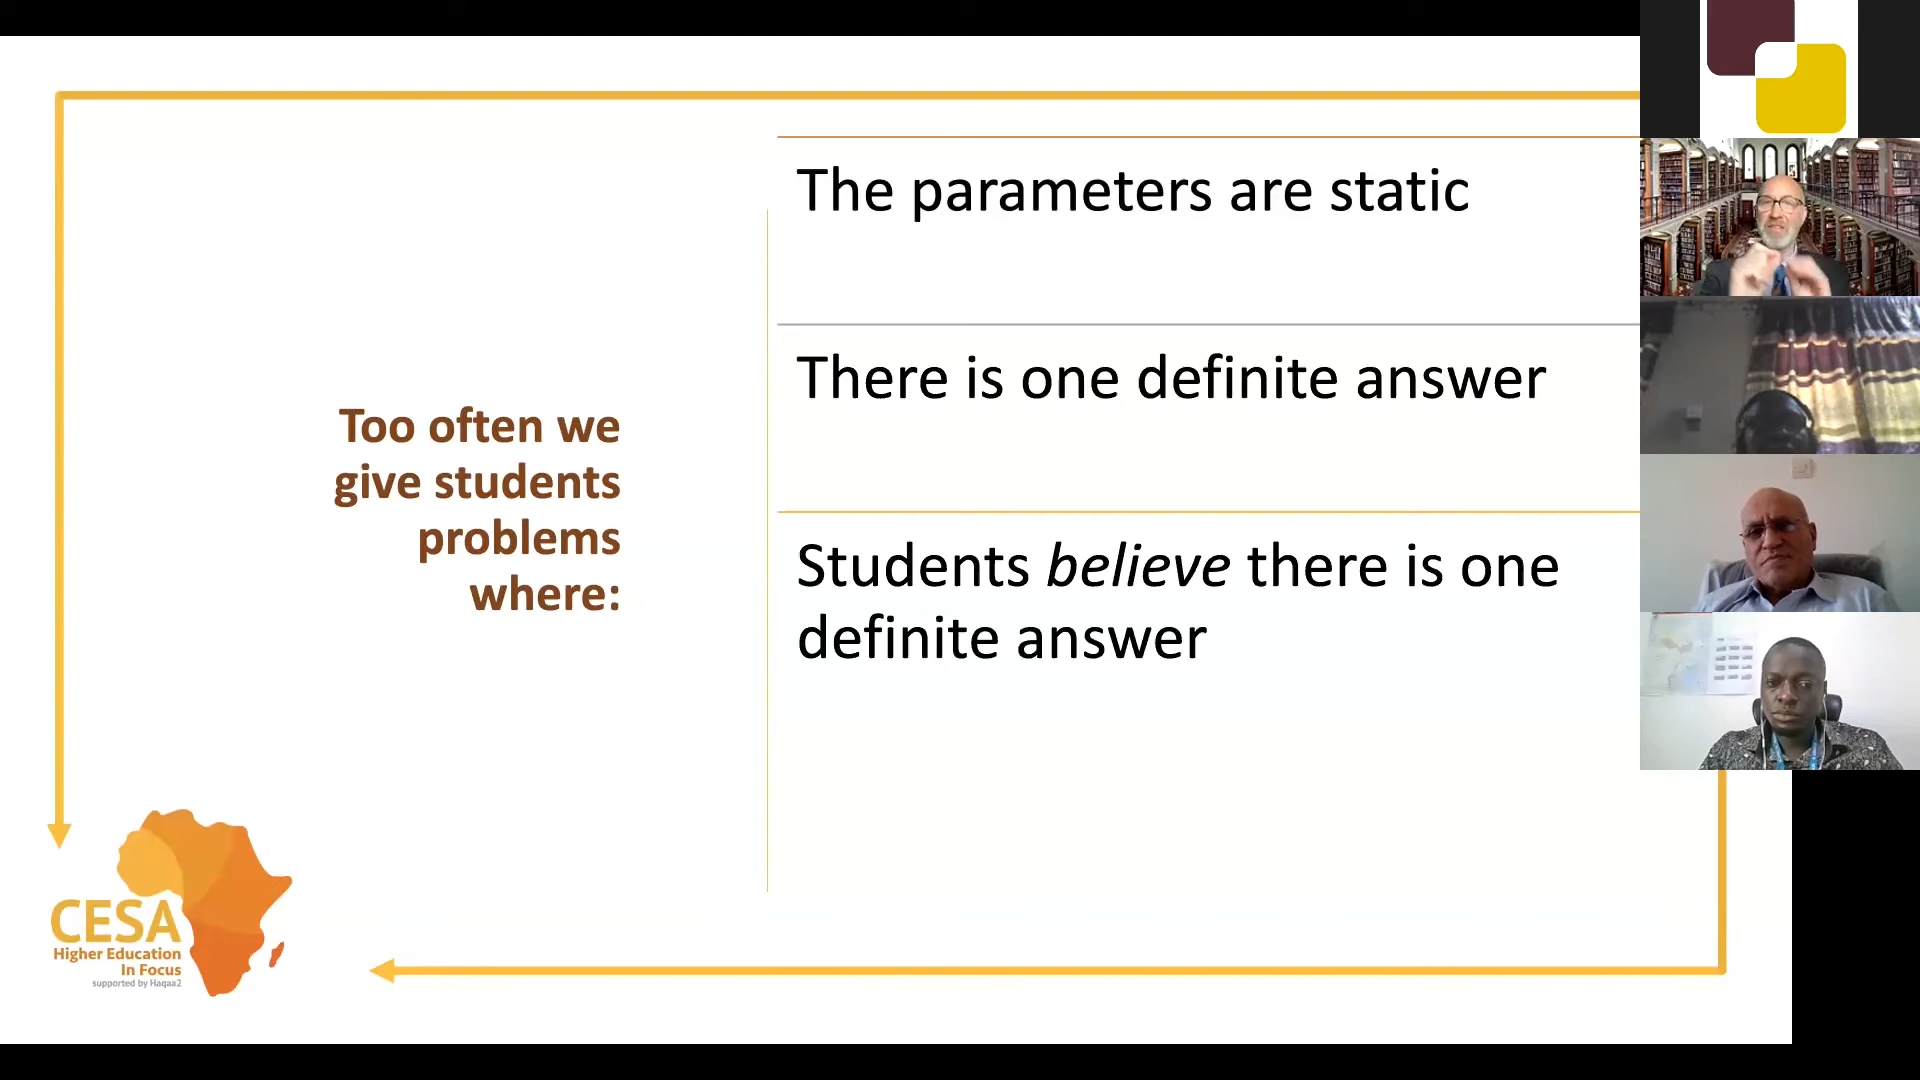 Too often we
give students
problems
where:
The parameters are static
There is one definite answer
Students believe there is one
definite answer
CESA
Higher Education
In Focus
supported by Haqaa2